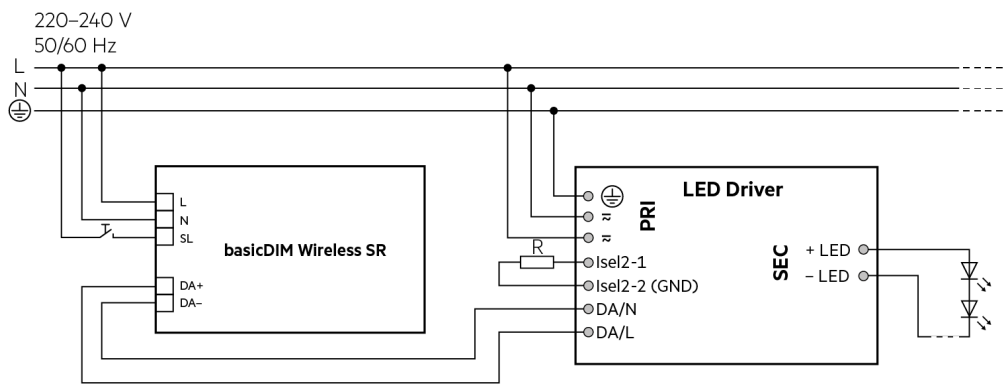 220–240 V
50/60 Hz
L
N
L
N
SL
basicDIM Wireless SR
DA+
DA–
LED Driver
PRI
≂
≂
R
Isel2-1
Isel2-2 (GND)
DA/N
DA/L
SEC
+ LED
– LED